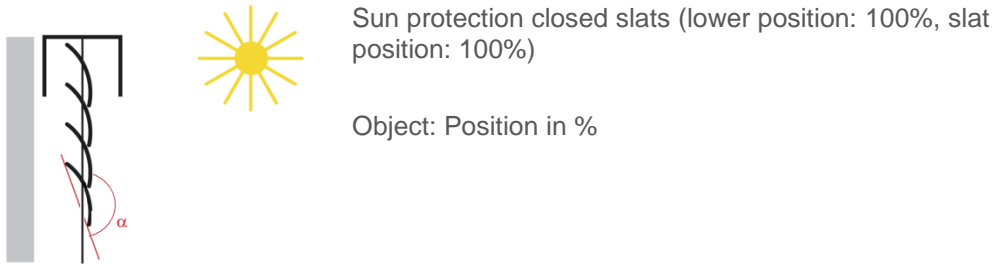 Sun protection closed slats (lower position: 100%, slat
position: 100%)
Object: Position in %
α